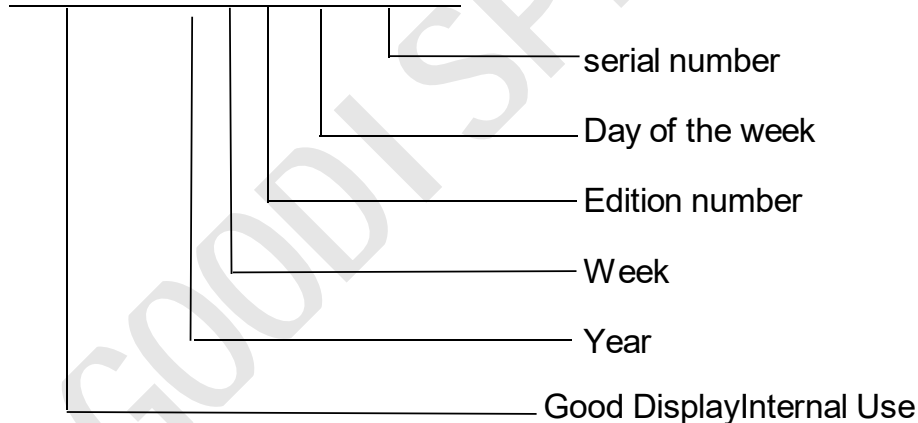 serial number
Day of the week
Edition number
Week
Year
Good DisplayInternal Use